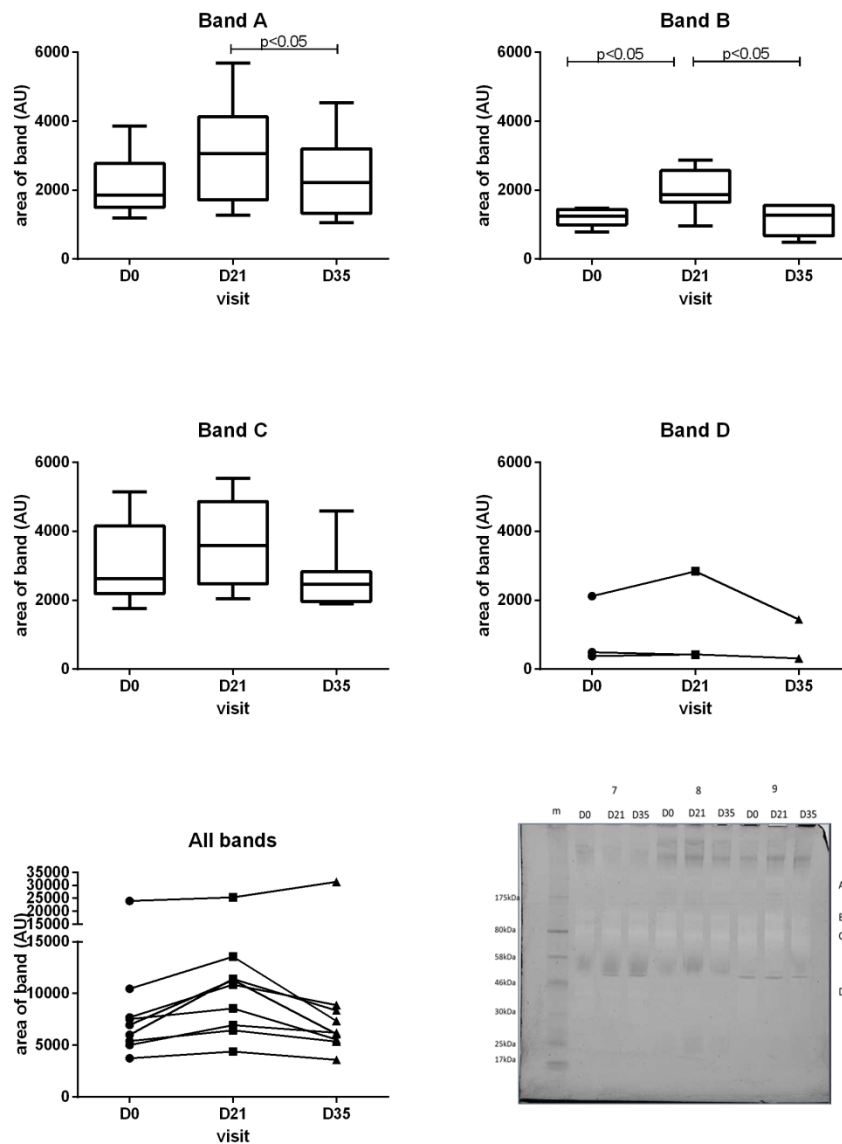 Band A
6000
4000
2000
0
area of band (AU)
p<0.05
D0 D21 D35
visit
Band B
6000
4000
2000
0
area of band (AU)
p<0.05 p<0.05
D0 D21 D35
visit
Band C
6000
4000
2000
0
area of band (AU)
D0 D21 D35
visit
Band D
6000
4000
2000
0
area of band (AU)
D0 D21 D35
visit
All bands
35000
30000
25000
20000
15000
15000
10000
5000
0
area of band (AU)
D0 D21 D35
visit
7 8 9
m D0 D21 D35 D0 D21 D35 D0 D21 D35
175kDa
80kDa
58kDa
46kDa
30kDa
25kDa
17kDa
A
B
C
D